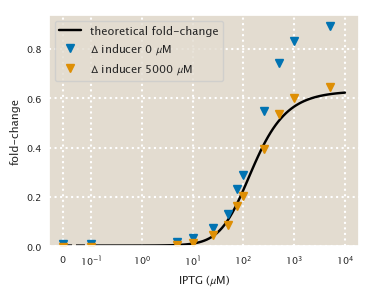 theoretical fold-change
Δ inducer 0 μM
Δ inducer 5000 μM
fold-change
0.8
0.6
0.4
0.2
0.0
0 10⁻¹ 10⁰ 10¹ 10² 10³ 10⁴
IPTG (μM)